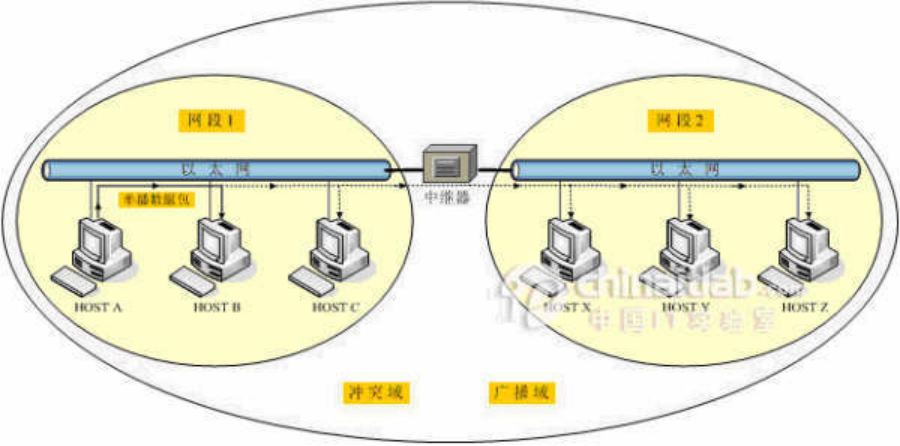 网段1
网段2
以太网
以太网
单播数据包
中继器
HOST A
HOST B
HOST C
HOST X
HOST Y
HOST Z
chinaitlab.com
中国IT实验室
冲突域
广播域